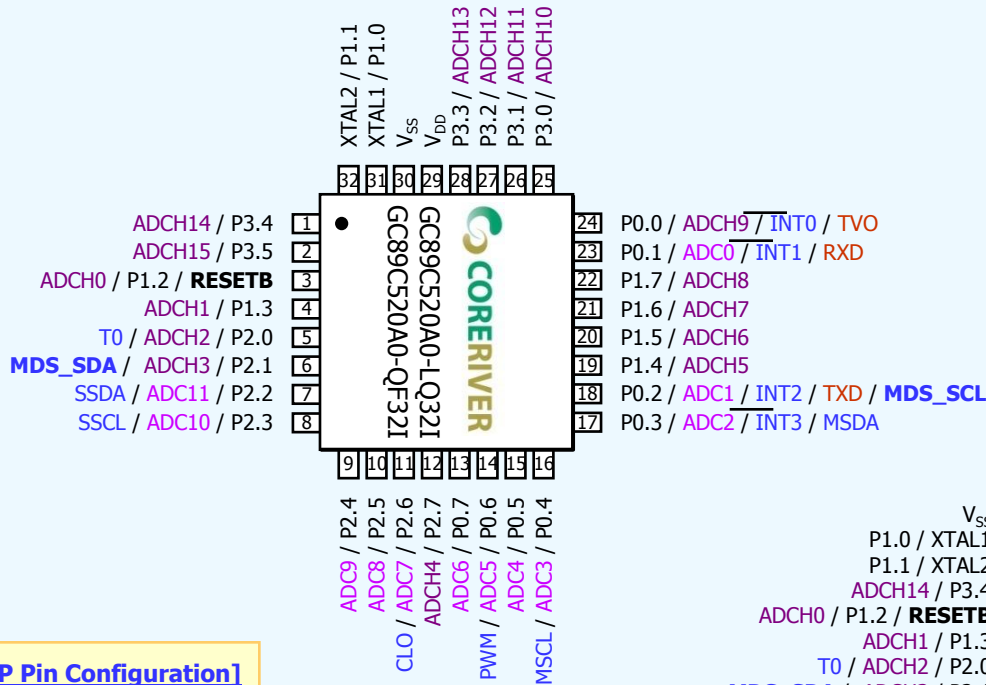 XTAL2 / P1.1
XTAL1 / P1.0
VSS
VDD
P3.3 / ADCH13
P3.2 / ADCH12
P3.1 / ADCH11
P3.0 / ADCH10
32 31 30 29 28 27 26 25
ADCH14 / P3.4 1
ADCH15 / P3.5 2
ADCH0 / P1.2 / RESETB 3
ADCH1 / P1.3 4
T0 / ADCH2 / P2.0 5
MDS_SDA / ADCH3 / P2.1 6
SSDA / ADC11 / P2.2 7
SSCL / ADC10 / P2.3 8
GC89C520A0-QF32I
GC89C520A0-LQ32I
CORERIVER
24 P0.0 / ADCH9 / INT0 / TVO
23 P0.1 / ADC0 / INT1 / RXD
22 P1.7 / ADCH8
21 P1.6 / ADCH7
20 P1.5 / ADCH6
19 P1.4 / ADCH5
18 P0.2 / ADC1 / INT2 / TXD / MDS_SCL
17 P0.3 / ADC2 / INT3 / MSDA
9 10 11 12 13 14 15 16
ADC9 / P2.4
ADC8 / P2.5
CLO / ADC7 / P2.6
ADCH4 / P2.7
ADC6 / P0.7
PWM / ADC5 / P0.6
ADC4 / P0.5
MSCL / ADC3 / P0.4
VSS
P1.0 / XTAL1
P1.1 / XTAL2
ADCH14 / P3.4
ADCH0 / P1.2 / RESETB
ADCH1 / P1.3
T0 / ADCH2 / P2.0
P Pin Configuration]